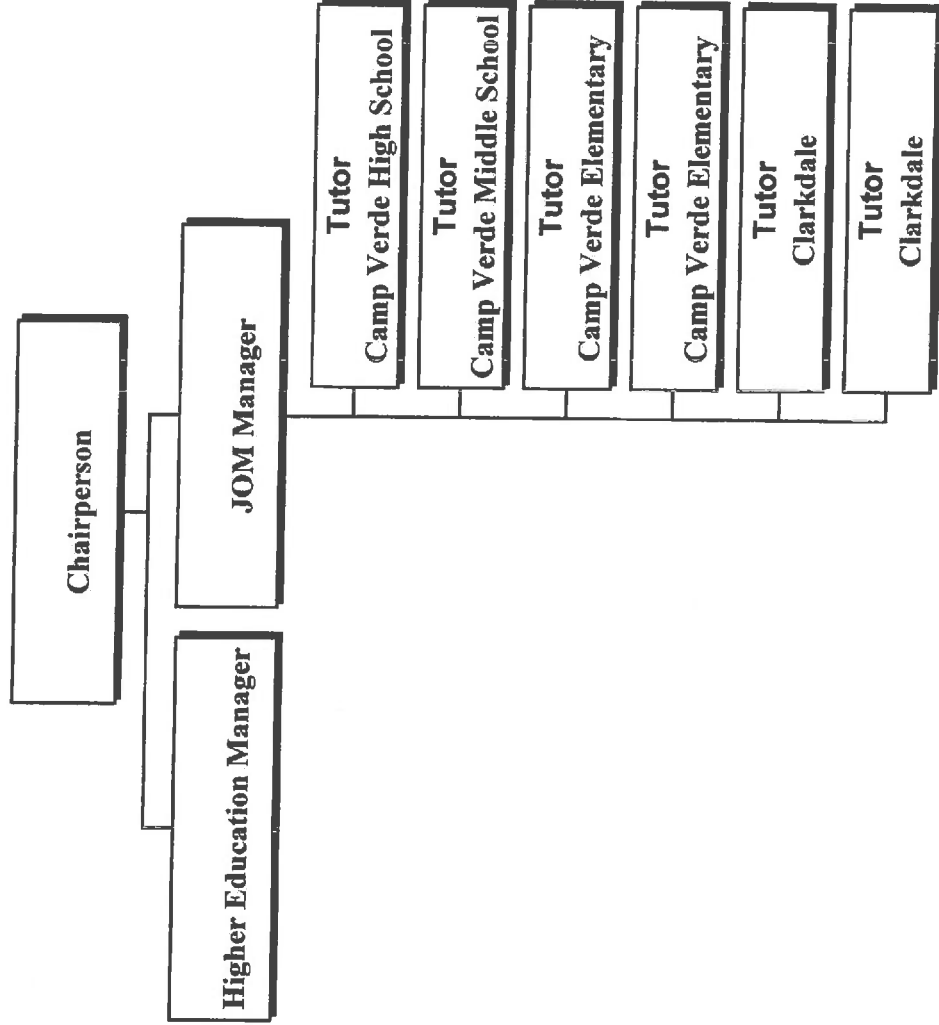 Chairperson
Higher Education Manager
JOM Manager
Tutor
Camp Verde High School
Tutor
Camp Verde Middle School
Tutor
Camp Verde Elementary
Tutor
Camp Verde Elementary
Tutor
Clarkdale
Tutor
Clarkdale